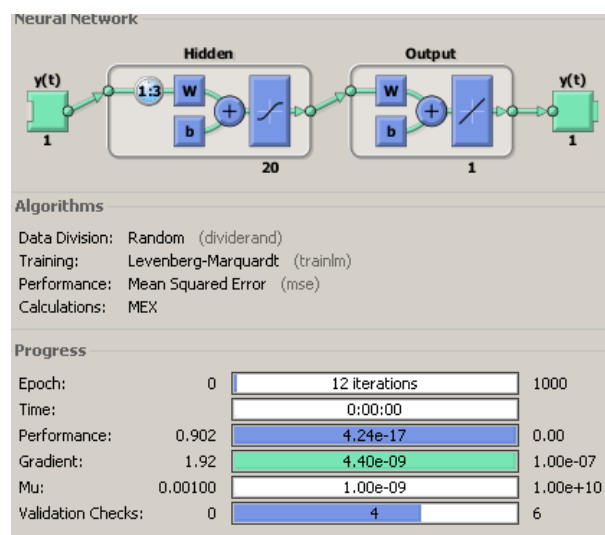 Neural Network
Hidden Output
y(t) 1:3 W W y(t)
b b
1 20 1 1
Algorithms
Data Division: Random (dividerand)
Training: Levenberg-Marquardt (trainlm)
Performance: Mean Squared Error (mse)
Calculations: MEX
Progress
Epoch: 0 12 iterations 1000
Time: 0:00:00
Performance: 0.902 4.24e-17 0.00
Gradient: 1.92 4.40e-09 1.00e-07
Mu: 0.00100 1.00e-09 1.00e+10
Validation Checks: 0 4 6